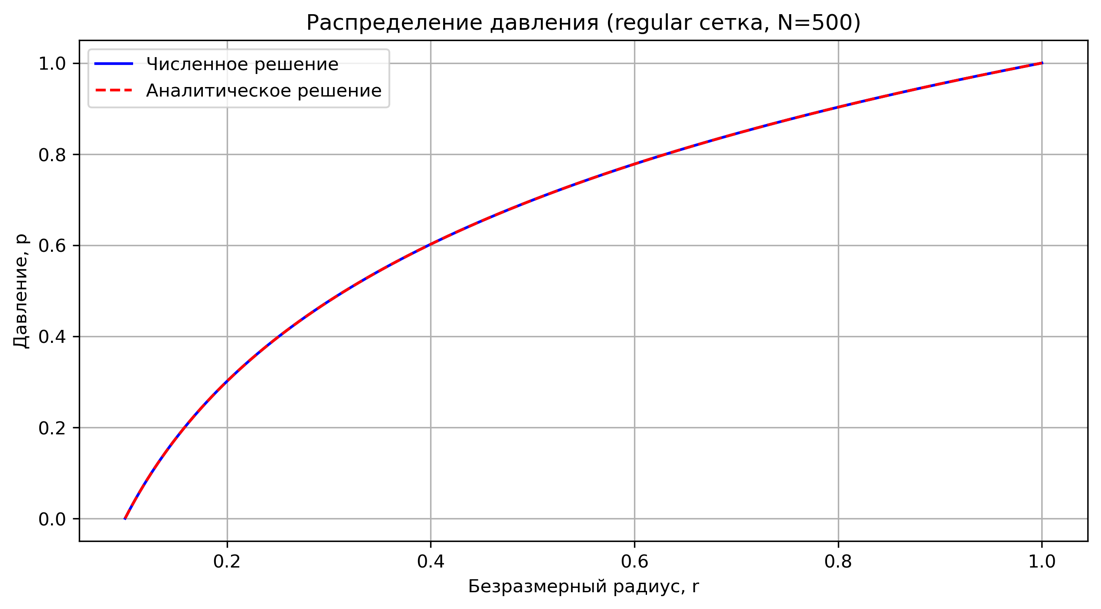 Распределение давления (regular сетка, N=500)
Численное решение
Аналитическое решение
Давление, p
1.0
0.8
0.6
0.4
0.2
0.0
0.2
0.4
0.6
0.8
1.0
Безразмерный радиус, r